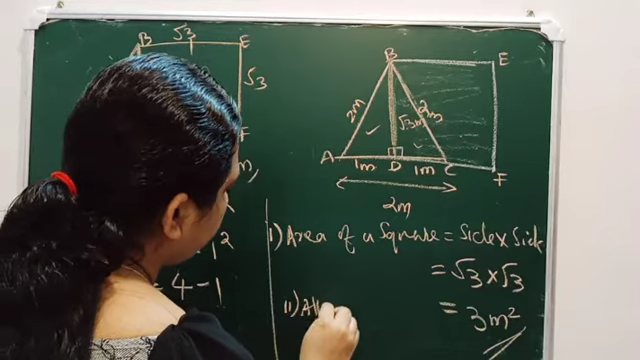 B √3 E
√3
F
m,
1²
= 4 - 1
B E
2m 2m
√3m
A 1m D 1m C
F
2m
i) Area of a Square = Side x Side
= √3 x √3
= 3m²
ii) A